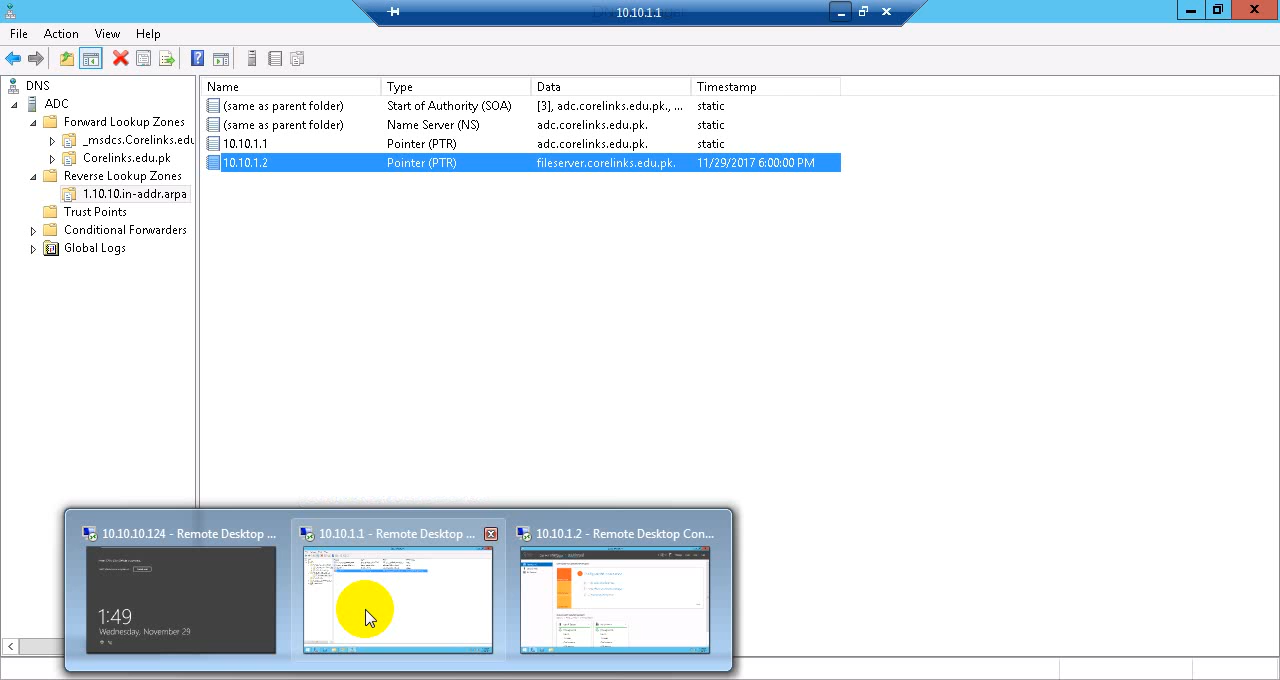 10.10.1.1
File Action View Help
DNS
ADC
Forward Lookup Zones
_msdcs.Corelinks.edu
Corelinks.edu.pk
Reverse Lookup Zones
1.10.10.in-addr.arpa
Trust Points
Conditional Forwarders
Global Logs
Name Type Data Timestamp
(same as parent folder) Start of Authority (SOA) [3], adc.corelinks.edu.pk., ... static
(same as parent folder) Name Server (NS) adc.corelinks.edu.pk. static
10.10.1.1 Pointer (PTR) adc.corelinks.edu.pk. static
10.10.1.2 Pointer (PTR) fileserver.corelinks.edu.pk. 11/29/2017 6:00:00 PM
10.10.10.124 - Remote Desktop ...
10.10.1.1 - Remote Desktop ...
10.10.1.2 - Remote Desktop Con...
1:49
Wednesday, November 29